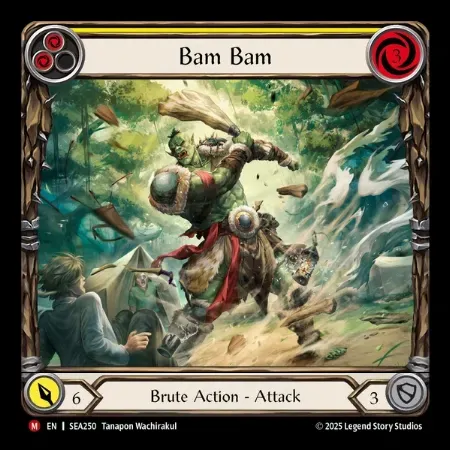 Bam Bam
3
6
Brute Action - Attack
3
M EN | SEA250 Tanapon Wachirakul
© 2025 Legend Story Studios